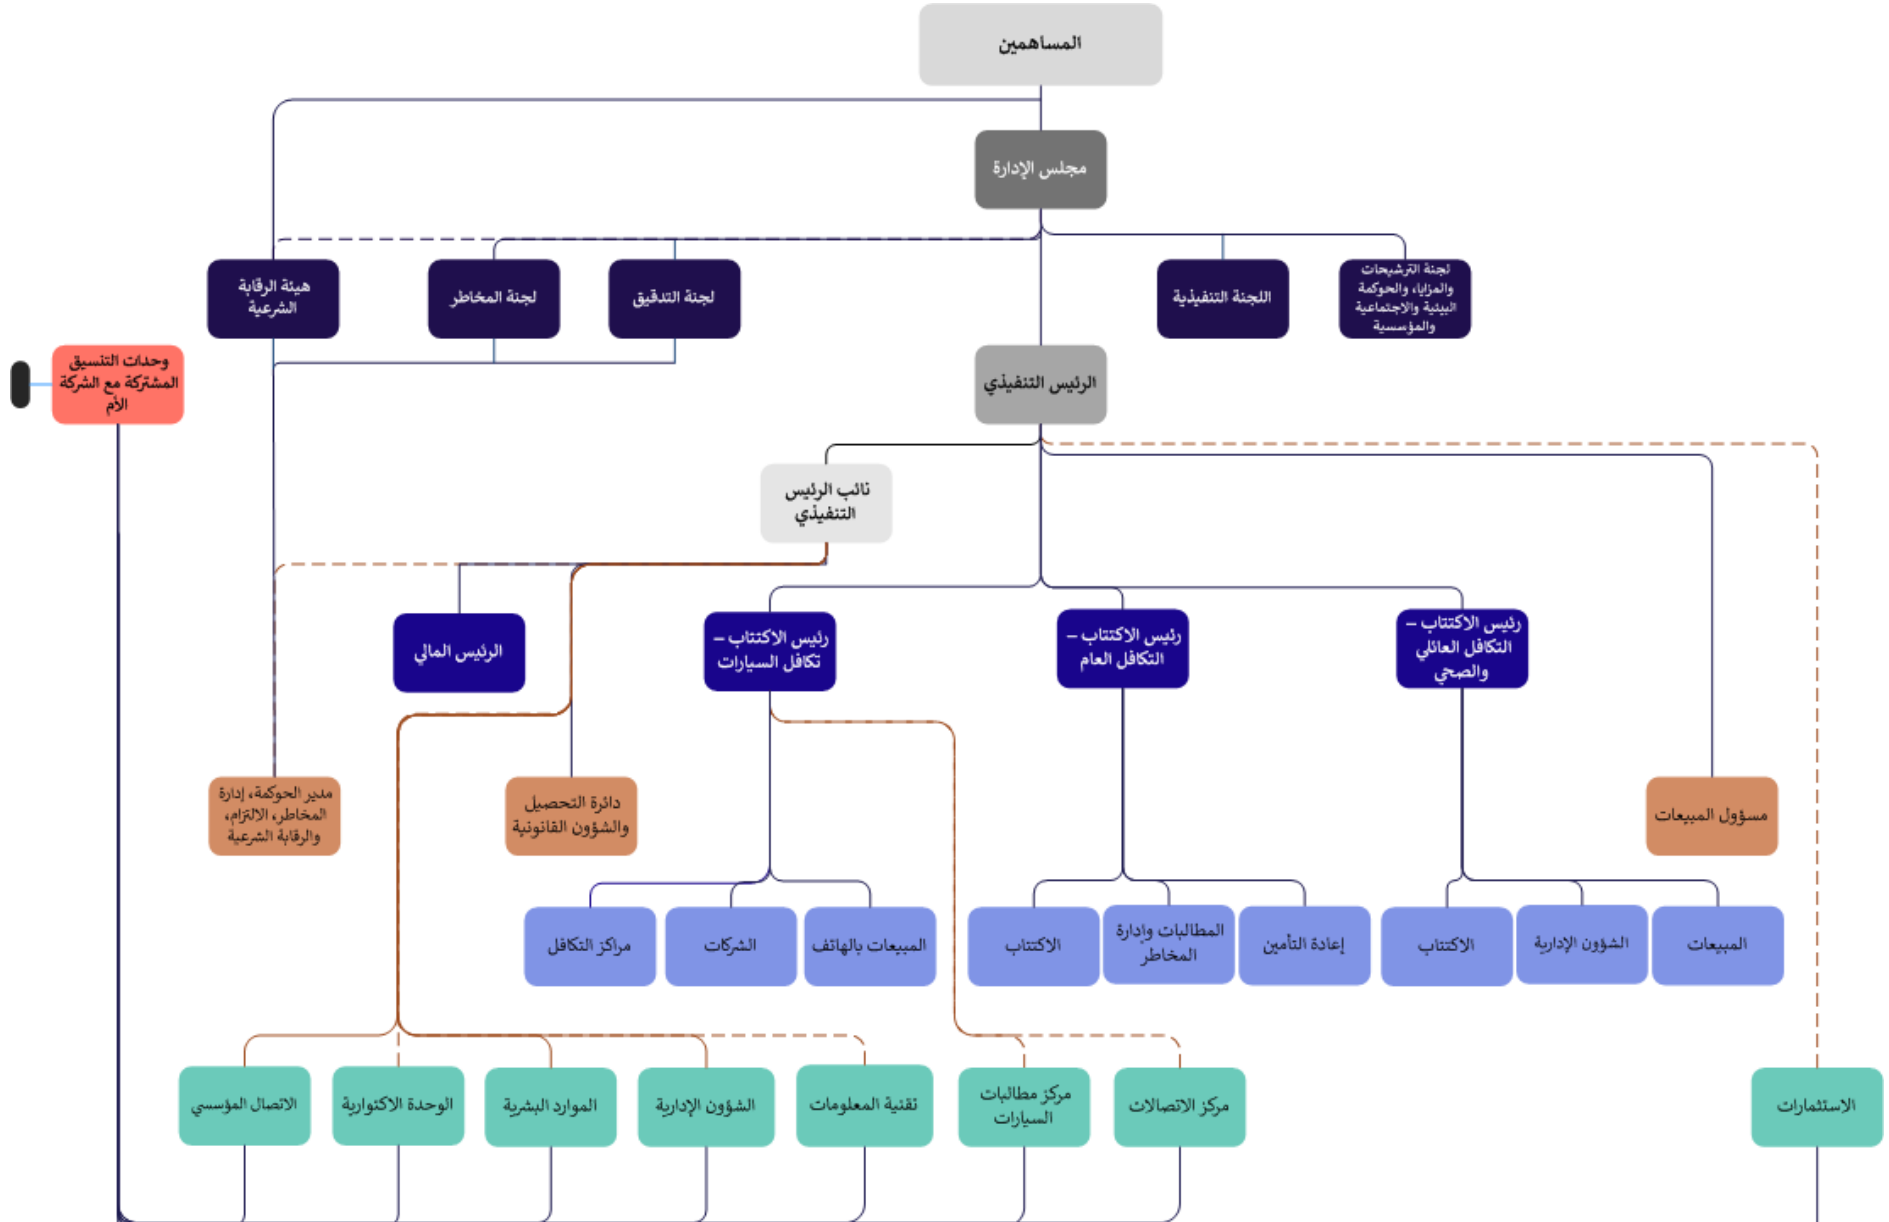 المساهمين
مجلس الإدارة
لجنة الترشيحات
والمزايا، والحوكمة
البيئية والاجتماعية
والمؤسسية
اللجنة التنفيذية
لجنة التدقيق
لجنة المخاطر
هيئة الرقابة
الشرعية
وحدات التنسيق
المشتركة مع الشركة
الأم
الرئيس التنفيذي
نائب الرئيس
التنفيذي
رئيس الاكتتاب –
التكافل العائلي
والصحي
رئيس الاكتتاب –
التكافل العام
رئيس الاكتتاب –
تكافل السيارات
الرئيس المالي
مسؤول المبيعات
دائرة التحصيل
والشؤون القانونية
مدير الحوكمة، إدارة
المخاطر، الالتزام،
والرقابة الشرعية
المبيعات
الشؤون الإدارية
الاكتتاب
إعادة التأمين
المطالبات وإدارة
المخاطر
الاكتتاب
المبيعات بالهاتف
الشركات
مراكز التكافل
الاستثمارات
مركز الاتصالات
مركز مطالبات
السيارات
تقنية المعلومات
الشؤون الإدارية
الموارد البشرية
الوحدة الاكتوارية
الاتصال المؤسسي